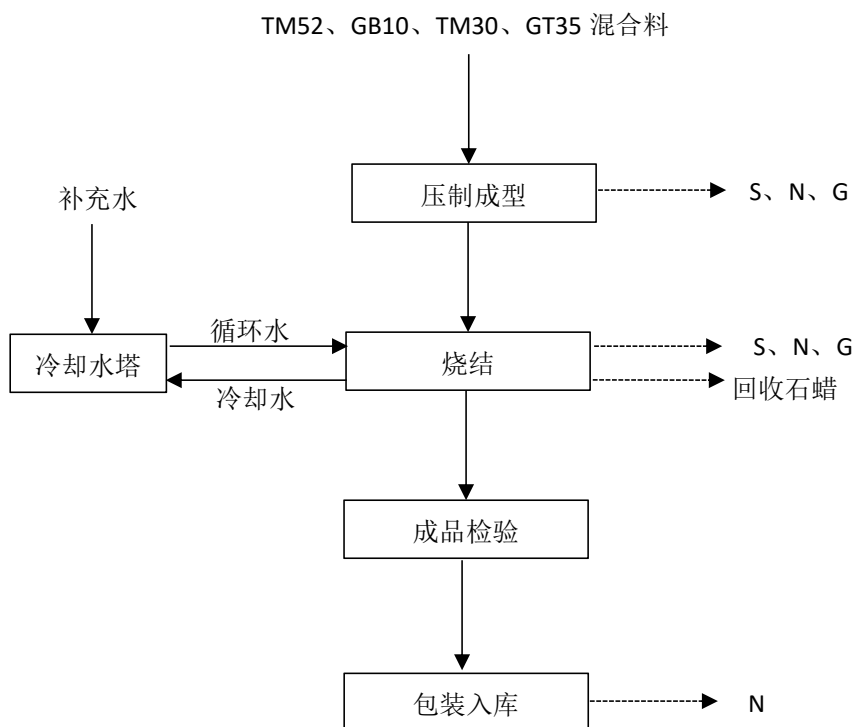 TM52、GB10、TM30、GT35 混合料
压制成型
S、N、G
补充水
循环水
冷却水塔
烧结
S、N、G
冷却水
回收石蜡
成品检验
包装入库
N